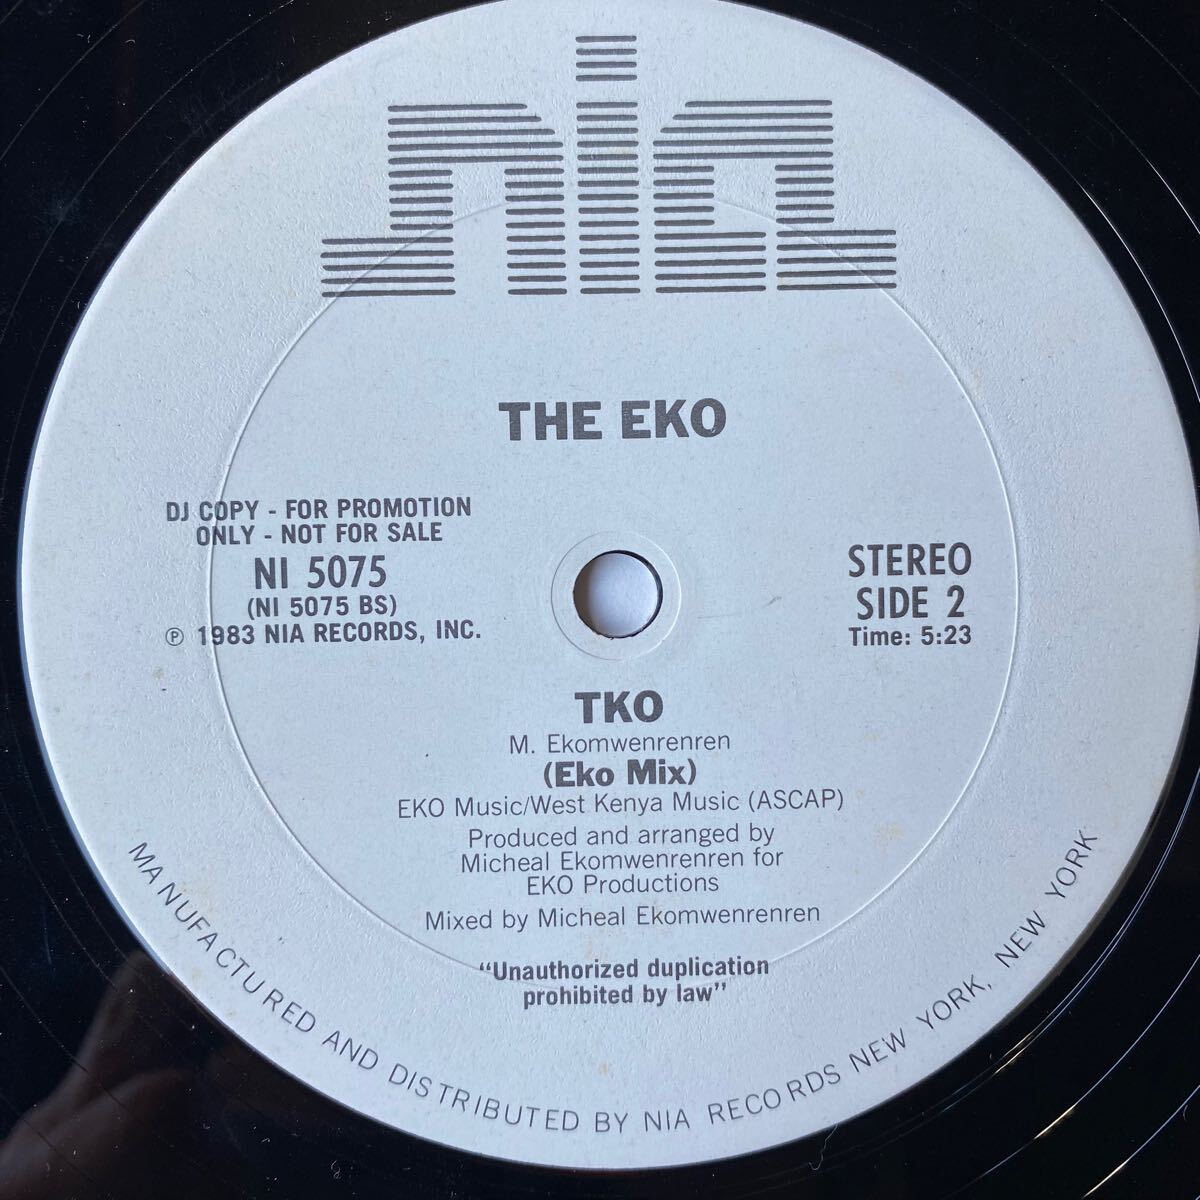 nia
THE EKO
DJ COPY - FOR PROMOTION
ONLY - NOT FOR SALE
NI 5075
(NI 5075 BS)
℗ 1983 NIA RECORDS, INC.
STEREO
SIDE 2
Time: 5:23
TKO
M. Ekomwenrenren
(Eko Mix)
EKO Music/West Kenya Music (ASCAP)
Produced and arranged by
Micheal Ekomwenrenren for
EKO Productions
Mixed by Micheal Ekomwenrenren
“Unauthorized duplication
prohibited by law”
MANUFACTURED AND DISTRIBUTED BY NIA RECORDS NEW YORK, NEW YORK